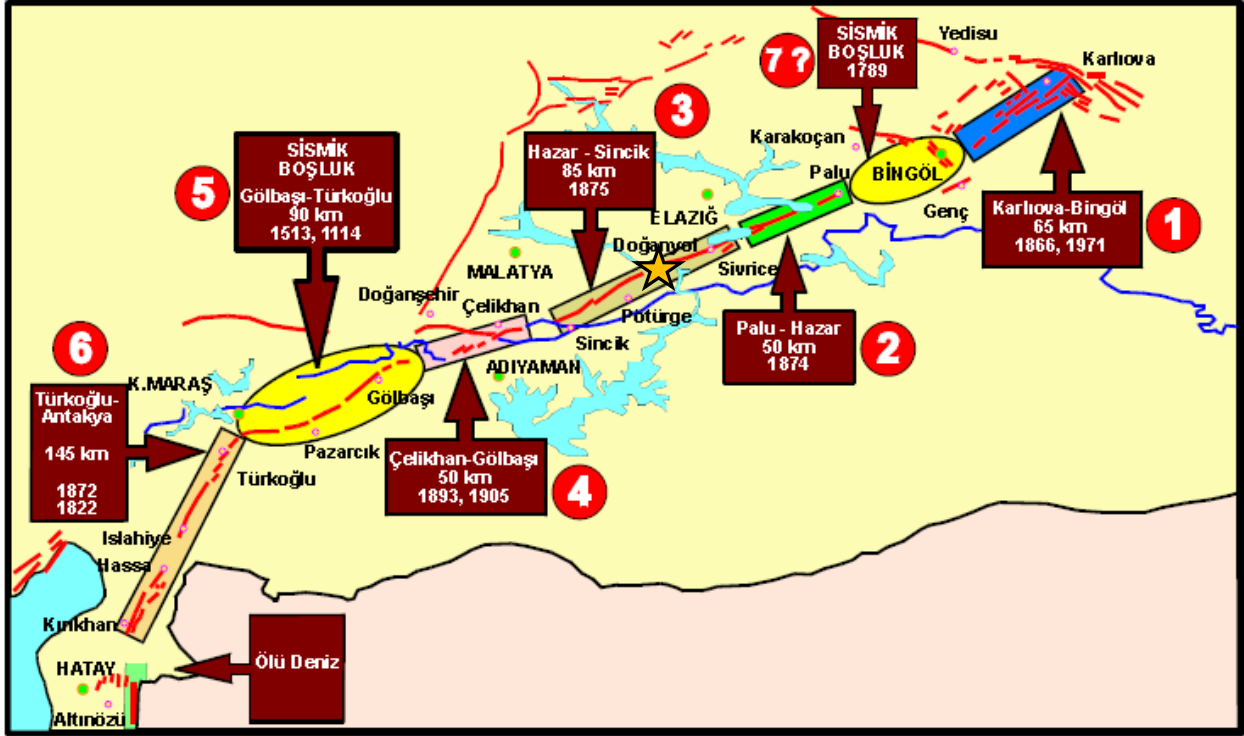 7 ?
SİSMİK
BOŞLUK
1789
Yedisu
Karlıova
3
Karakoçan
BİNGÖL
Palu
Genç
Hazar - Sincik
85 km
1875
5
SİSMİK
BOŞLUK
Gölbaşı-Türkoğlu
90 km
1513, 1114
Karlıova-Bingöl
65 km
1866, 1971
1
ELAZIĞ
Doğanyol
Sivrice
MALATYA
Doğanşehir
Çelikhan
Pötürge
Sincik
Palu - Hazar
50 km
1874
2
6
K.MARAŞ
ADIYAMAN
Gölbaşı
Türkoğlu-
Antakya
145 km
1872
1822
Pazarcık
Türkoğlu
Çelikhan-Gölbaşı
50 km
1893, 1905
4
Islahiye
Hassa
Kırıkhan
HATAY
Ölü Deniz
Altınözü